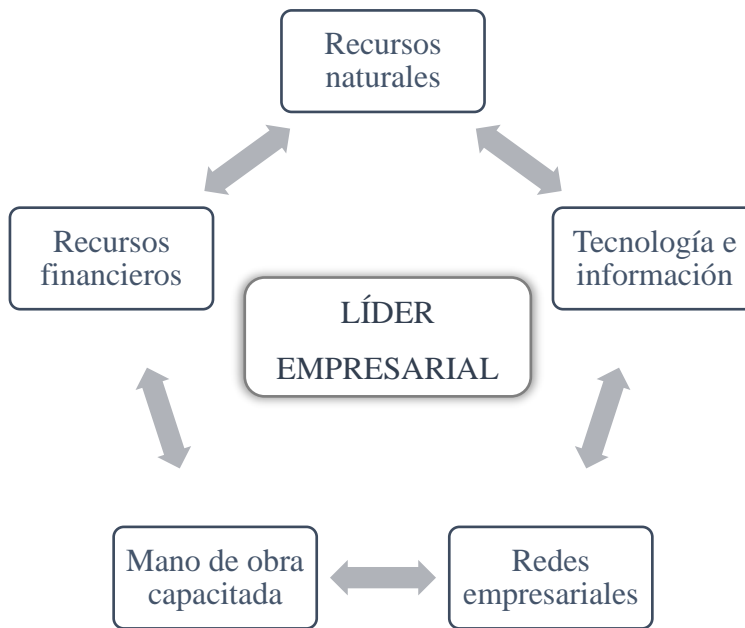 Recursos
naturales
Recursos
financieros
Tecnología e
información
LÍDER
EMPRESARIAL
Mano de obra
capacitada
Redes
empresariales